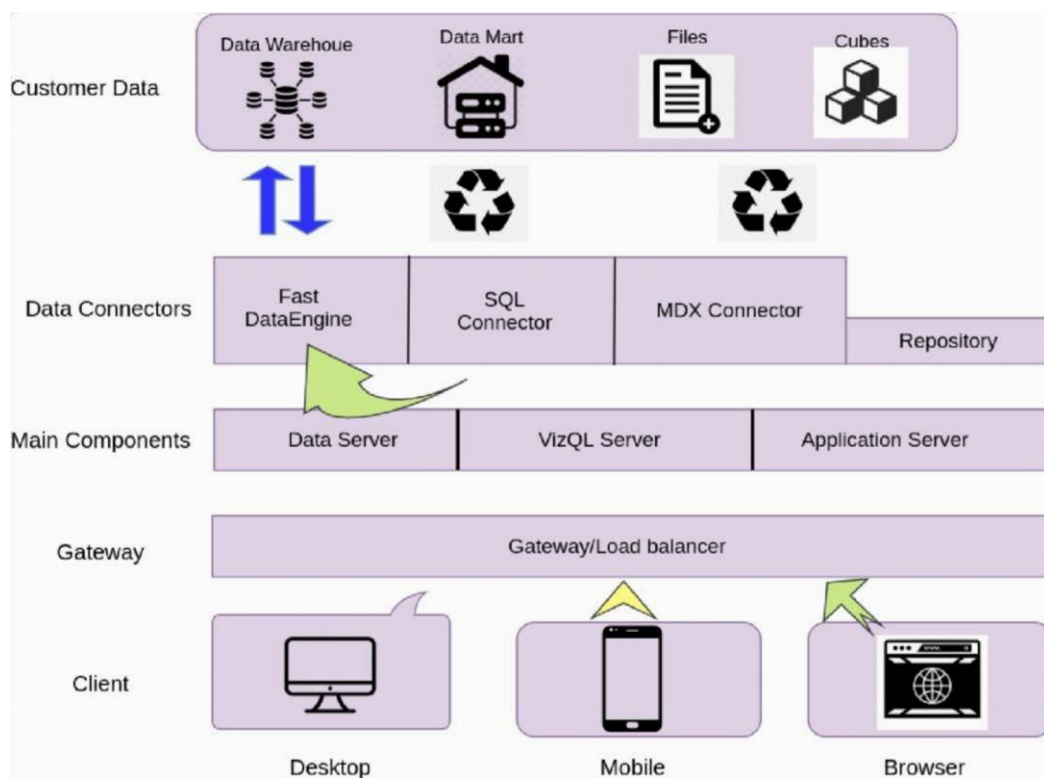 Data Warehoue
Data Mart
Files
Cubes
Customer Data
Data Connectors
Fast
DataEngine
SQL
Connector
MDX Connector
Repository
Main Components
Data Server
VizQL Server
Application Server
Gateway
Gateway/Load balancer
Client
Desktop
Mobile
Browser